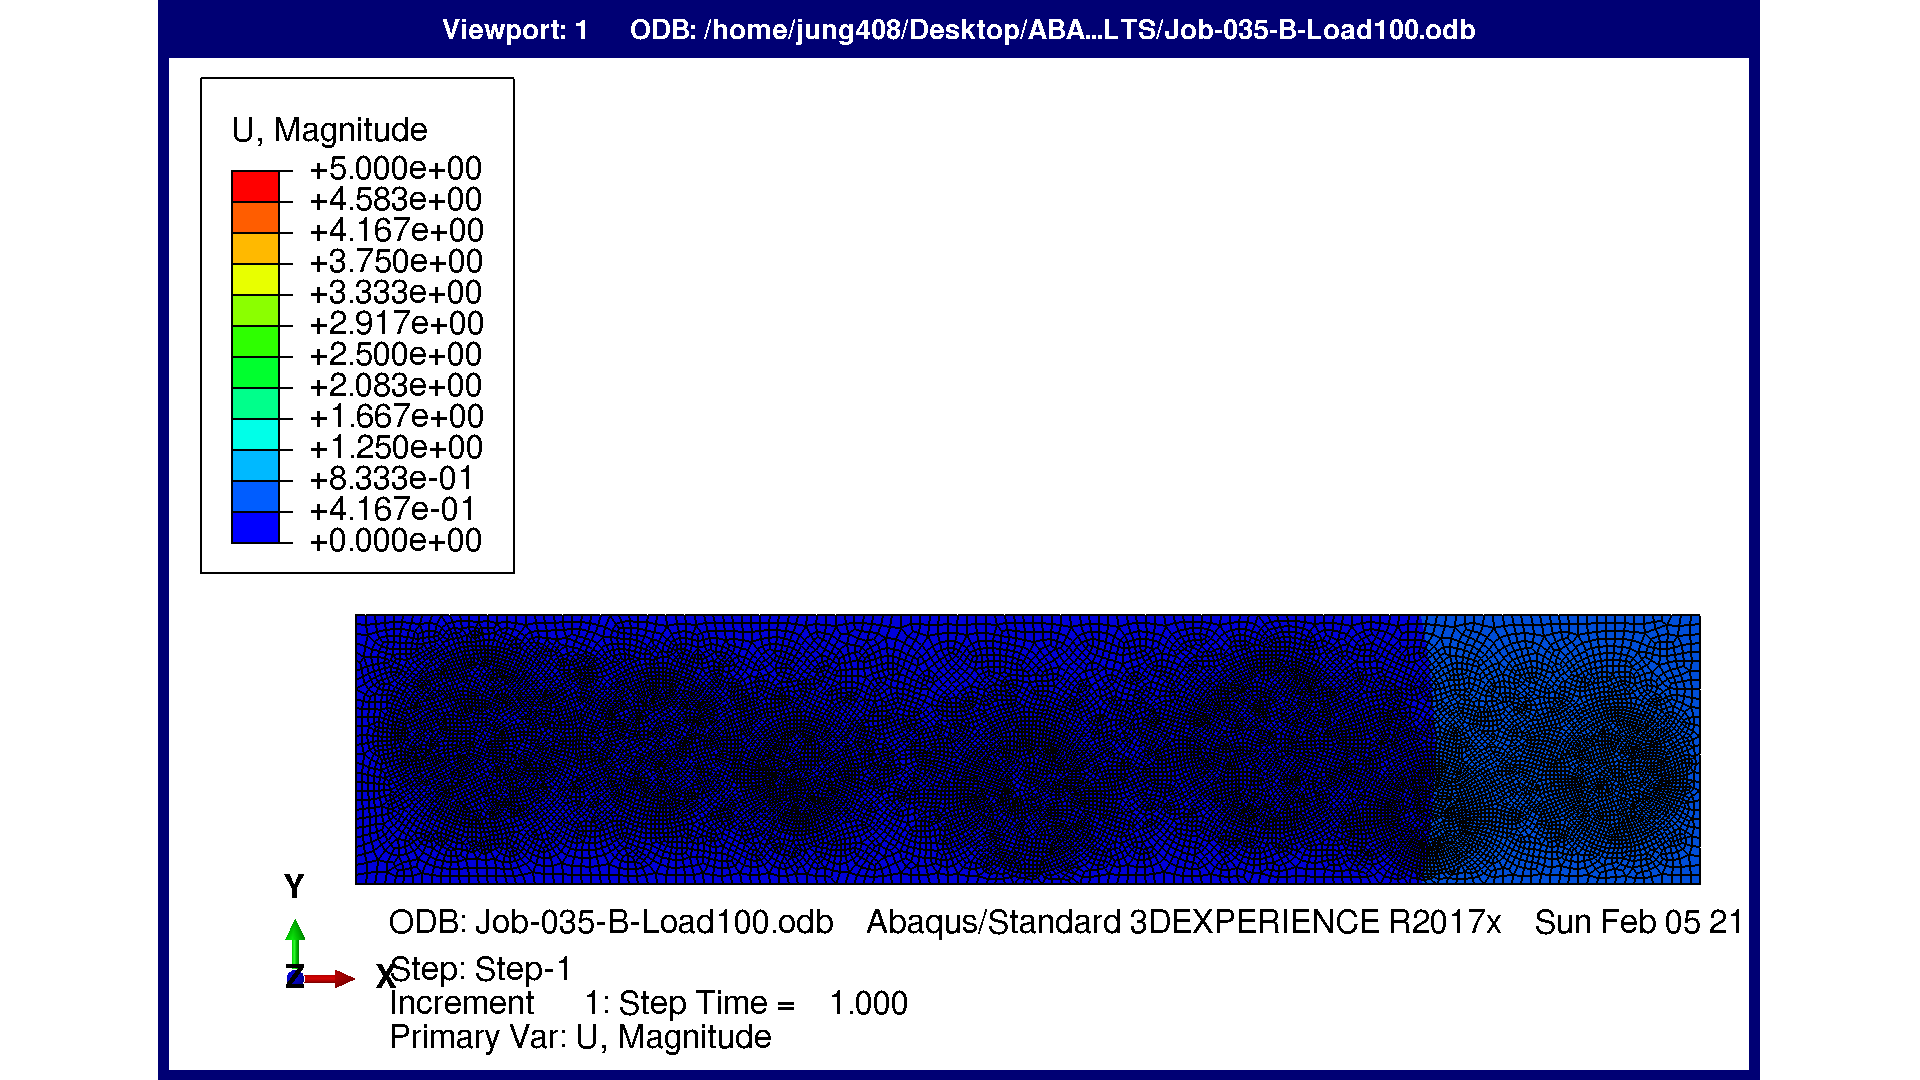 Viewport: 1 ODB: /home/jung408/Desktop/ABA...LTS/Job-035-B-Load100.odb
U, Magnitude
+5.000e+00
+4.583e+00
+4.167e+00
+3.750e+00
+3.333e+00
+2.917e+00
+2.500e+00
+2.083e+00
+1.667e+00
+1.250e+00
+8.333e-01
+4.167e-01
+0.000e+00
Y
Z
X
ODB: Job-035-B-Load100.odb Abaqus/Standard 3DEXPERIENCE R2017x Sun Feb 05 21
Step: Step-1
Increment 1: Step Time = 1.000
Primary Var: U, Magnitude